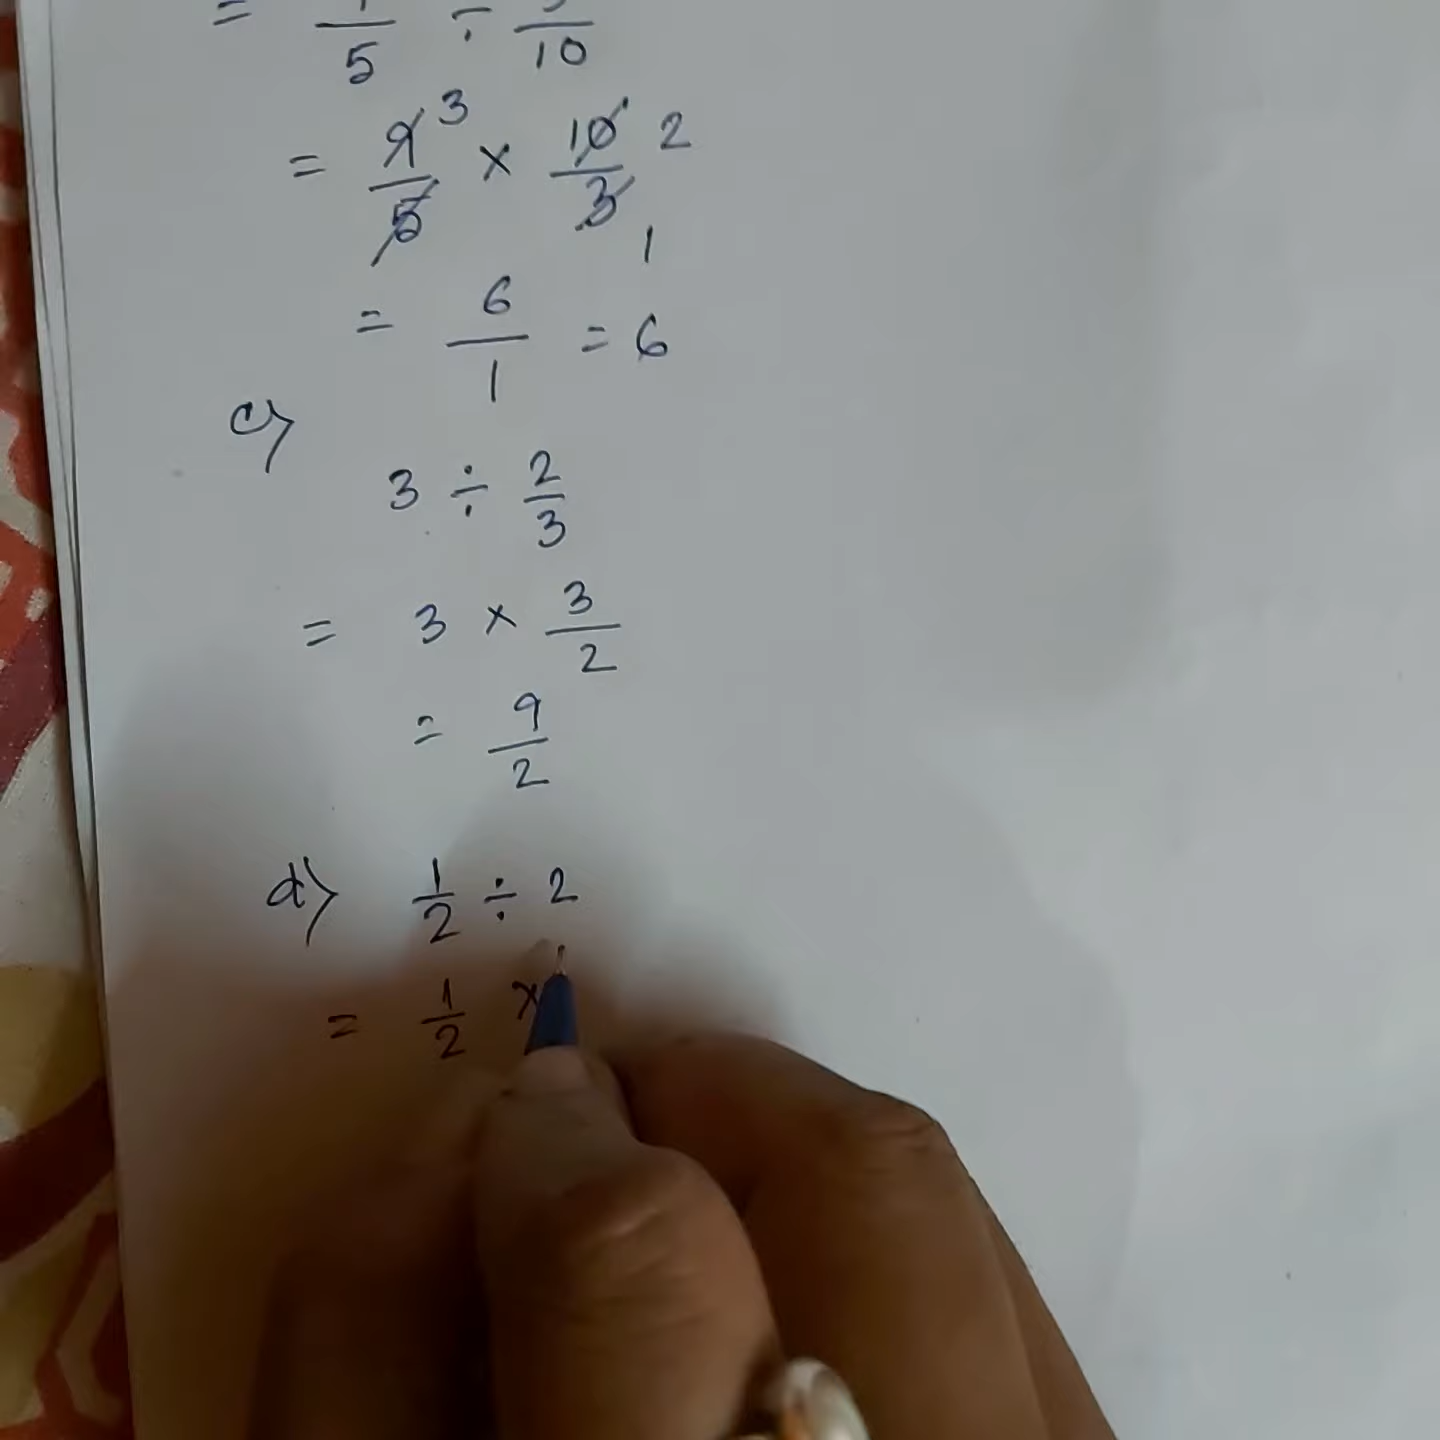 = /5 ÷ /10
= 9/5 3 × 10/3 2
1
= 6/1 = 6
c)
3 ÷ 2/3
= 3 × 3/2
= 9/2
d) 1/2 ÷ 2
= 1/2 ×